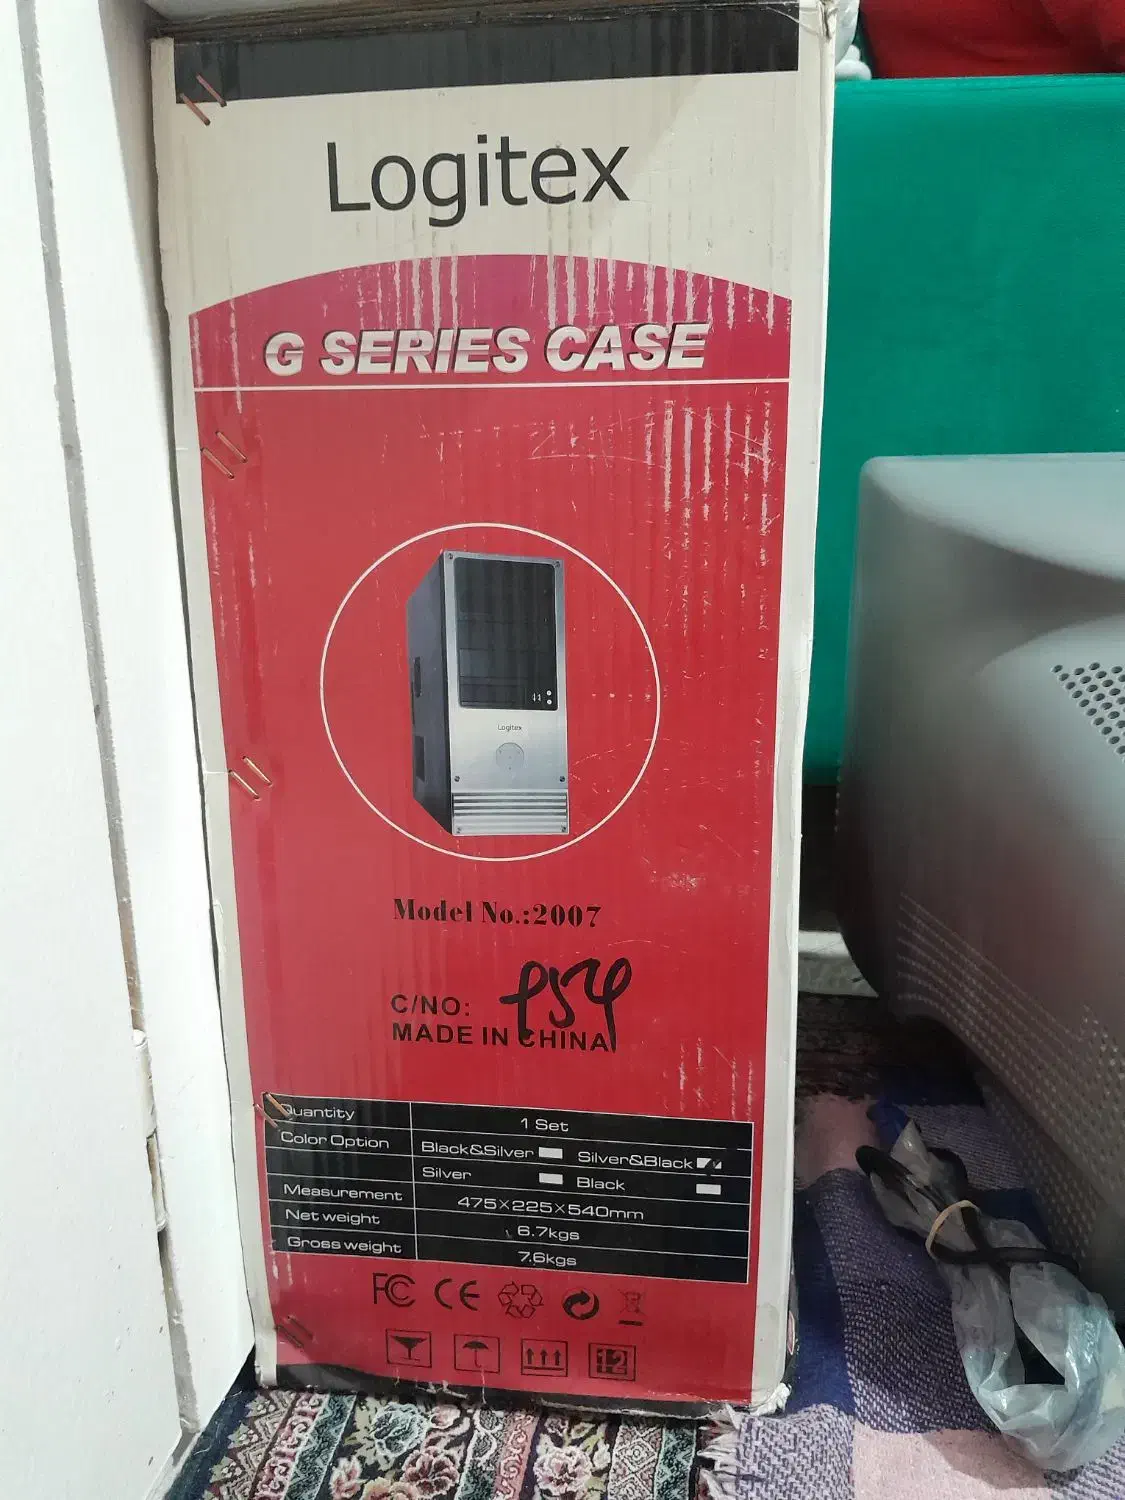 Logitex
G SERIES CASE
Logitex
Model No.:2007
C/NO:
MADE IN CHINA
Quantity 1 Set
Color Option Black&Silver Silver&Black
Silver Black
Measurement 475×225×540mm
Net weight 6.7kgs
Gross weight 7.6kgs
FC CE
12